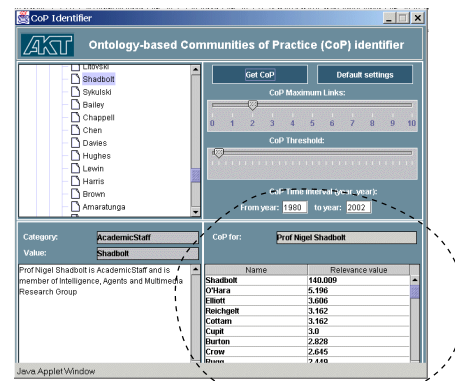 CoP Identifier
AKT Ontology-based Communities of Practice (CoP) identifier
Litovski
Shadbolt
Sykulski
Bailey
Chappell
Chen
Davies
Hughes
Lewin
Harris
Brown
Amaratunga
Get CoP Default settings
CoP Maximum Links:
0 1 2 3 4 5 6 7 8 9 10
CoP Threshold:
CoP Time interval (year, year):
From year: 1980 to year: 2002
Category: AcademicStaff
Value: Shadbolt
Prof Nigel Shadbolt is AcademicStaff and is
member of Intelligence, Agents and Multimedia
Research Group
CoP for: Prof Nigel Shadbolt
Name Relevance value
Shadbolt 140.009
O'Hara 5.196
Elliott 3.606
Reichgelt 3.162
Cottam 3.162
Cupit 3.0
Burton 2.828
Crow 2.645
Rugg 2.449
Java Applet Window